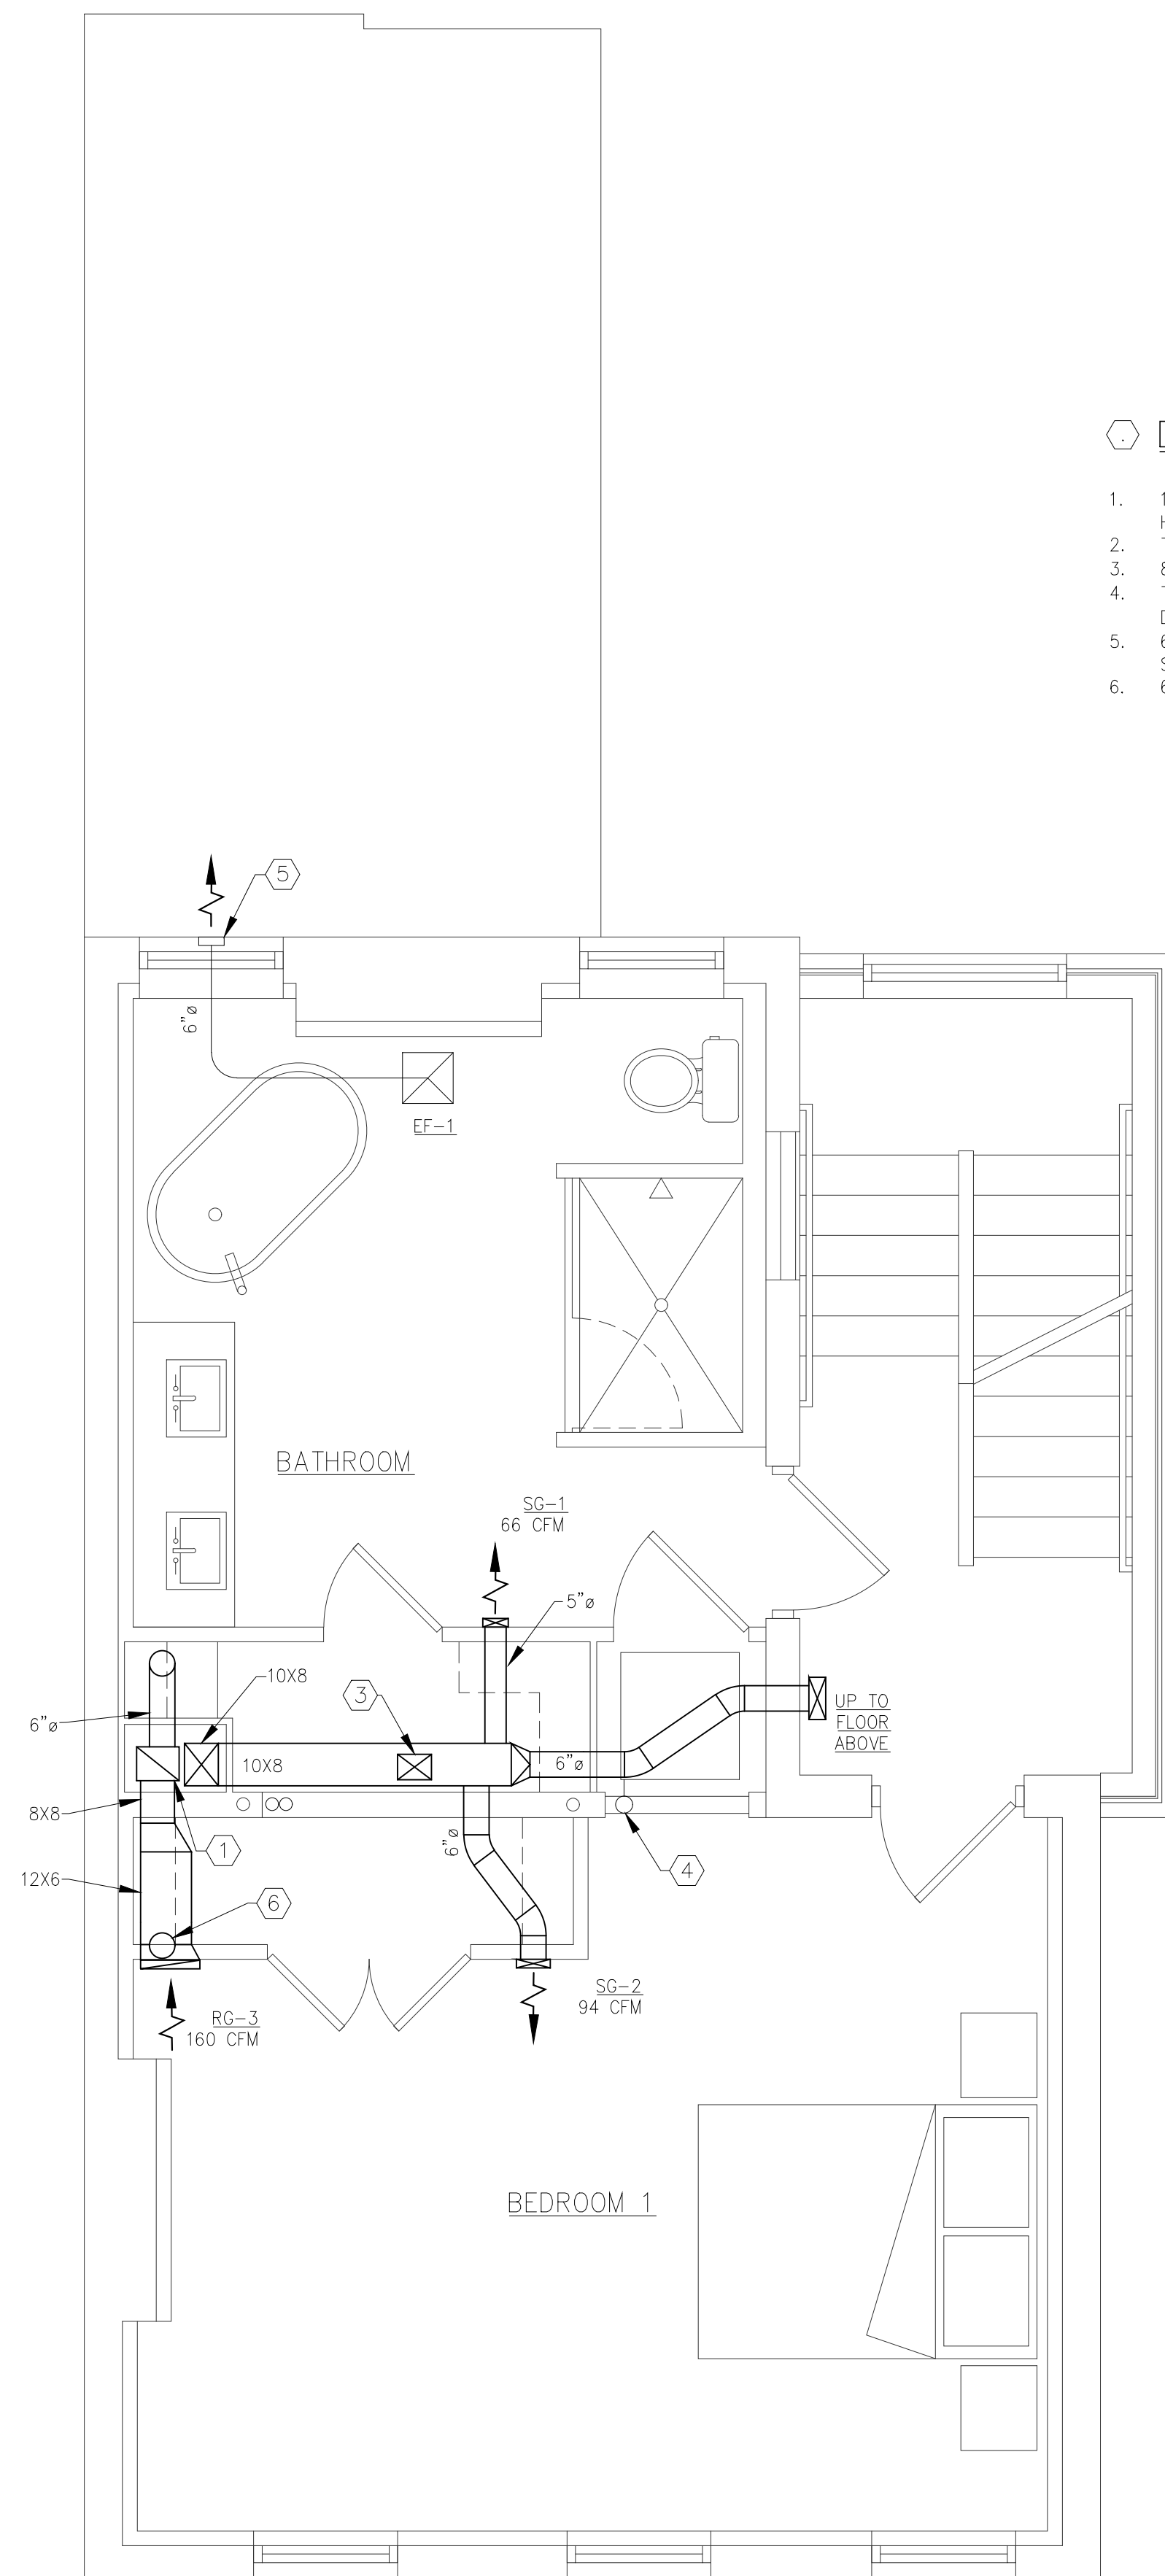 1.
2.
3.
4.
5.
6.
5
6"ø
EF-1
BATHROOM
SG-1
66 CFM
5"ø
10X8
3
6"ø
UP TO
FLOOR
ABOVE
10X8
6"ø
8X8
1
6"ø
4
12X6
6
SG-2
94 CFM
RG-3
160 CFM
BEDROOM 1